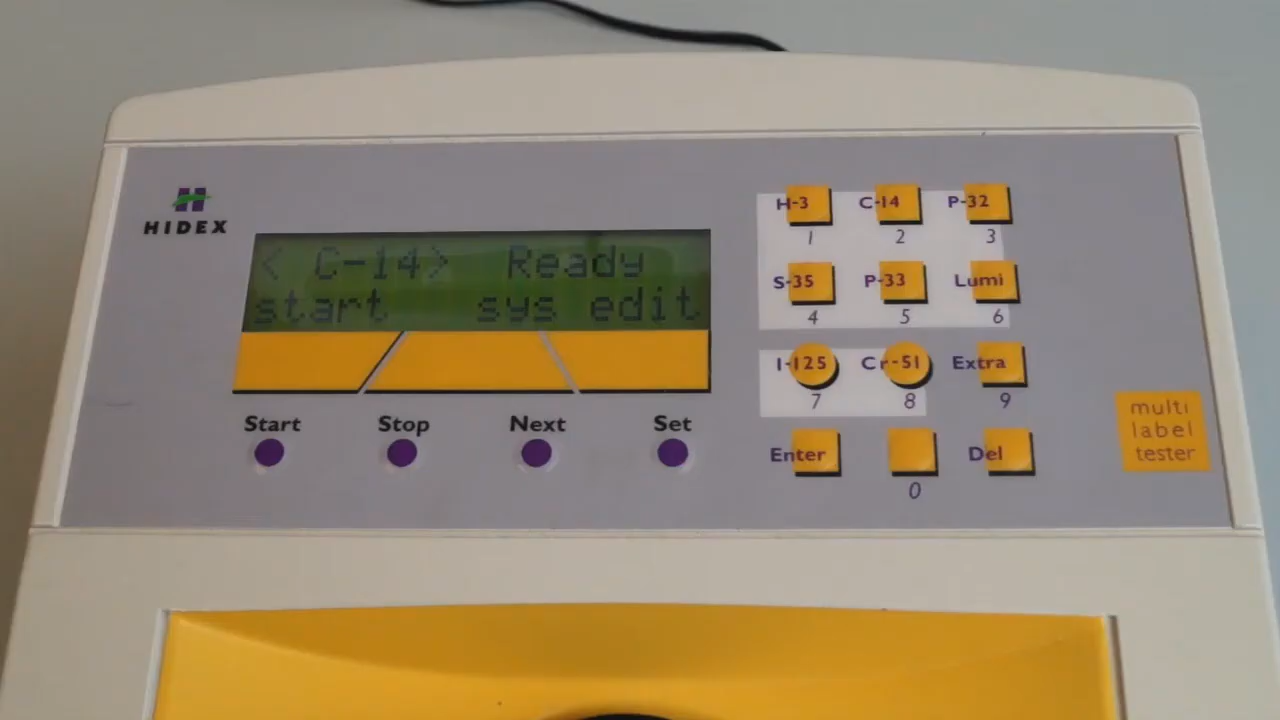 HIDEX
< C-14> Ready
start sys edit
Start Stop Next Set
H-3 C-14 P-32
1 2 3
S-35 P-33 Lumi
4 5 6
I-125 Cr-51 Extra
7 8 9
Enter Del
0
multi
label
tester